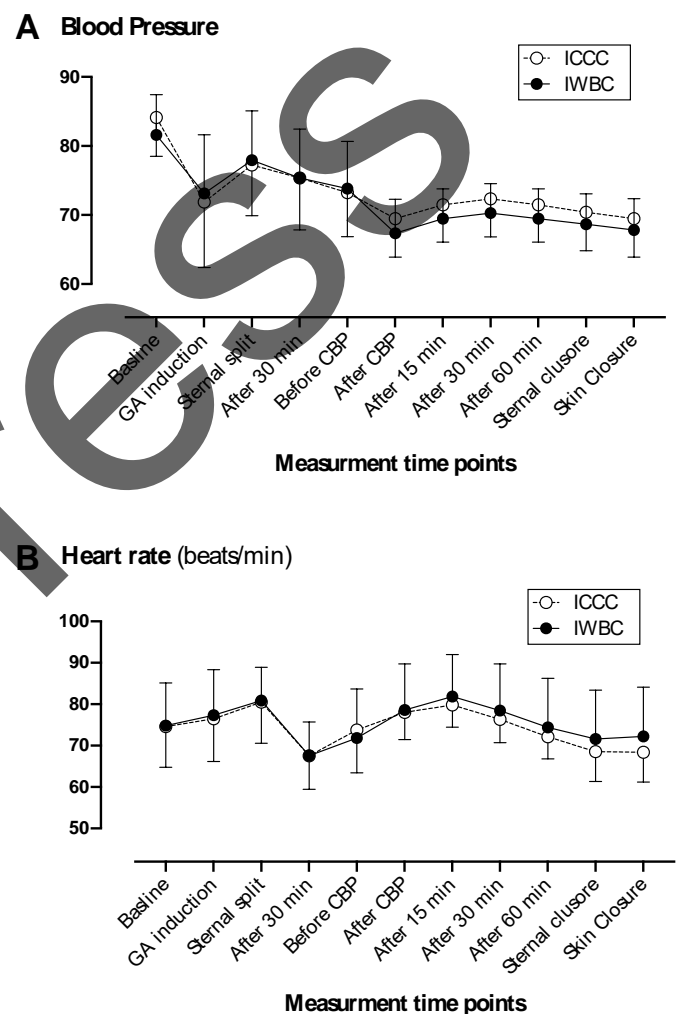 A Blood Pressure
ICCC
IWBC
90
80
70
60
Basline
GA induction
Sternal split
After 30 min
Before CBP
After CBP
After 15 min
After 30 min
After 60 min
Sternal clusore
Skin Closure
Measurment time points
ess
B Heart rate (beats/min)
ICCC
IWBC
100
90
80
70
60
50
Basline
GA induction
Sternal split
After 30 min
Before CBP
After CBP
After 15 min
After 30 min
After 60 min
Sternal clusore
Skin Closure
Measurment time points